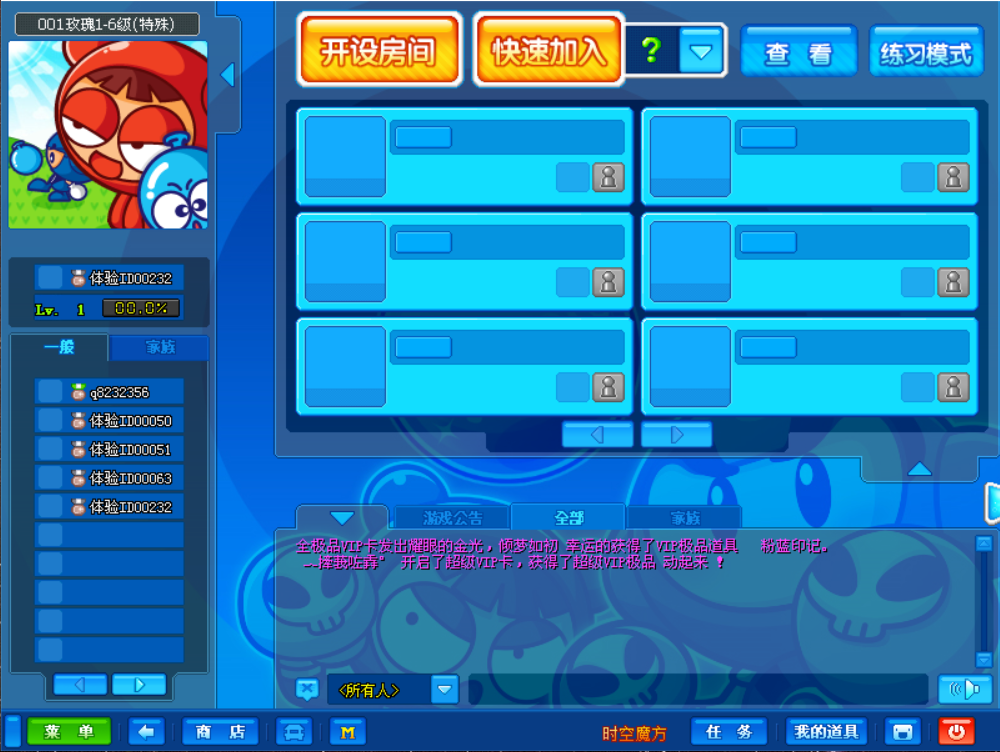 001玫瑰1-6级(特殊)
开设房间
快速加入
?
查 看
练习模式
体验ID00232
Lv. 1 00.0%
一般 家族
q8232356
体验ID00050
体验ID00051
体验ID00063
体验ID00232
游戏公告 全部 家族
全极品VIP卡发出耀眼的金光，倾梦如初 幸运的获得了VIP极品道具 粉蓝印记。
开启了超级VIP卡，获得了超级VIP极品 动起来 !
<所有人>
菜 单
商 店
M
时空魔方
任 务
我的道具